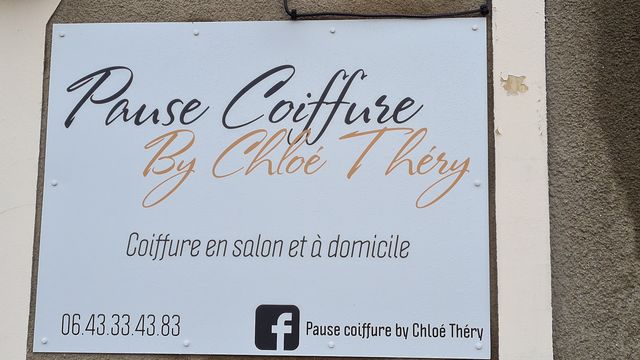 Pause Coiffure
By Chloé Théry
Coiffure en salon et à domicile
06.43.33.43.83
f Pause coiffure by Chloé Théry